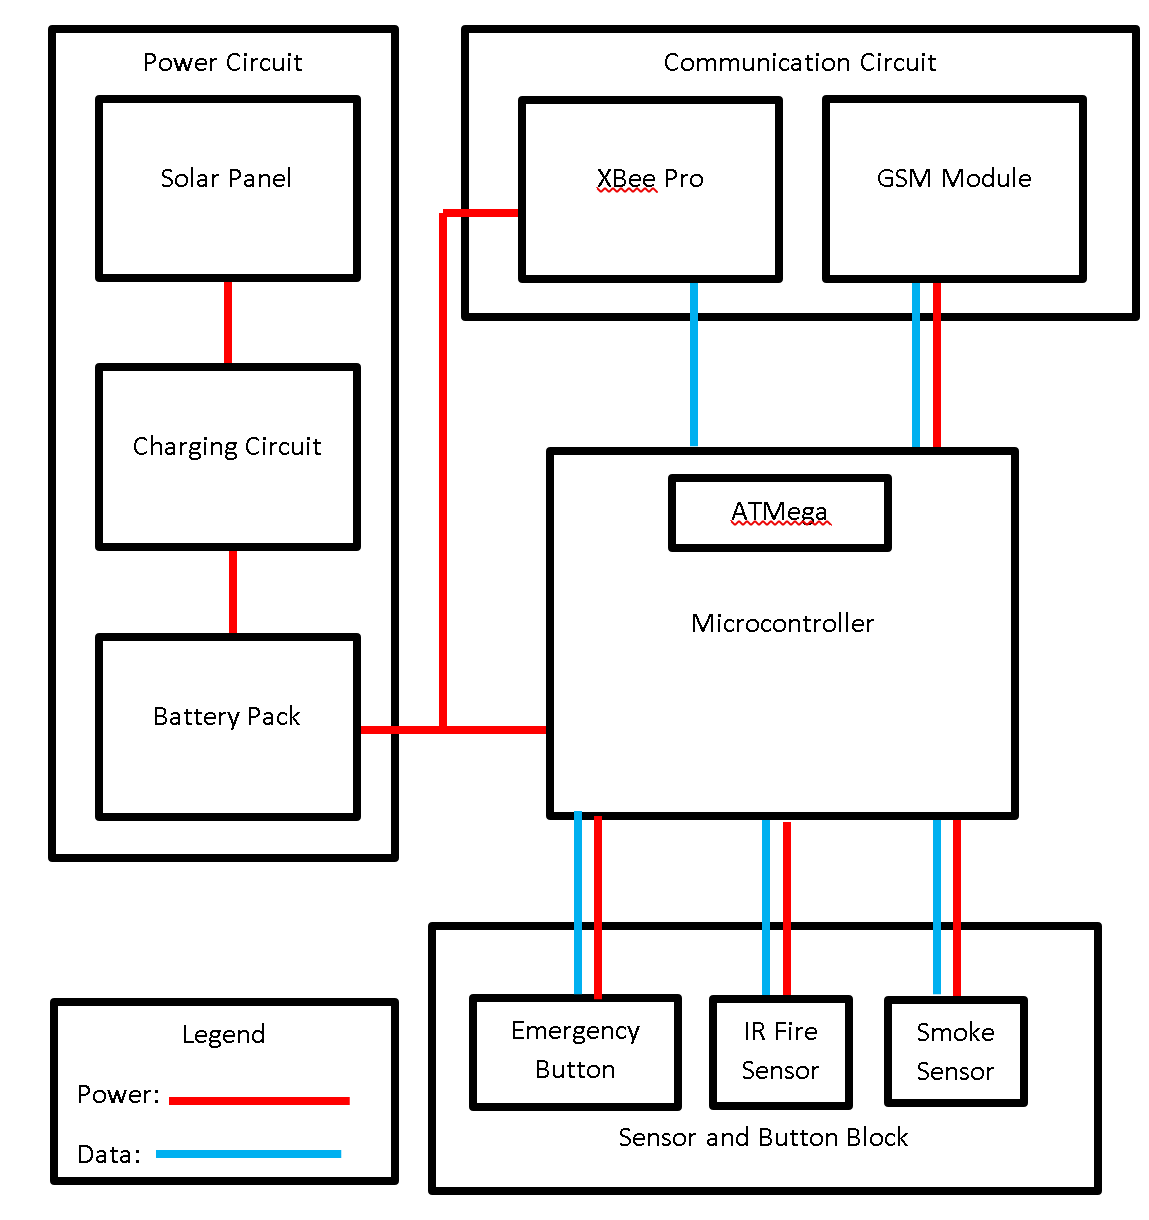 Power Circuit
Solar Panel
Charging Circuit
Battery Pack
Communication Circuit
XBee Pro
GSM Module
ATMega
Microcontroller
Emergency
Button
IR Fire
Sensor
Smoke
Sensor
Sensor and Button Block
Legend
Power:
Data: